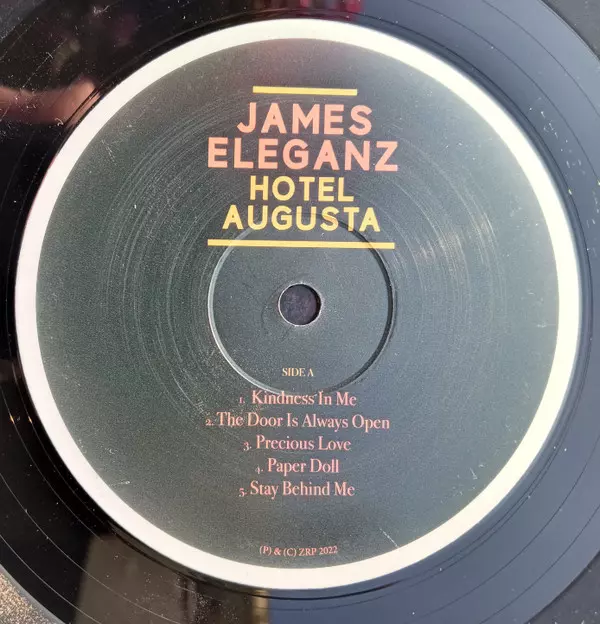 JAMES
ELEGANZ
HOTEL
AUGUSTA
SIDE A
1. Kindness In Me
2. The Door Is Always Open
3. Precious Love
4. Paper Doll
5. Stay Behind Me
(P) & (C) ZRP 2022